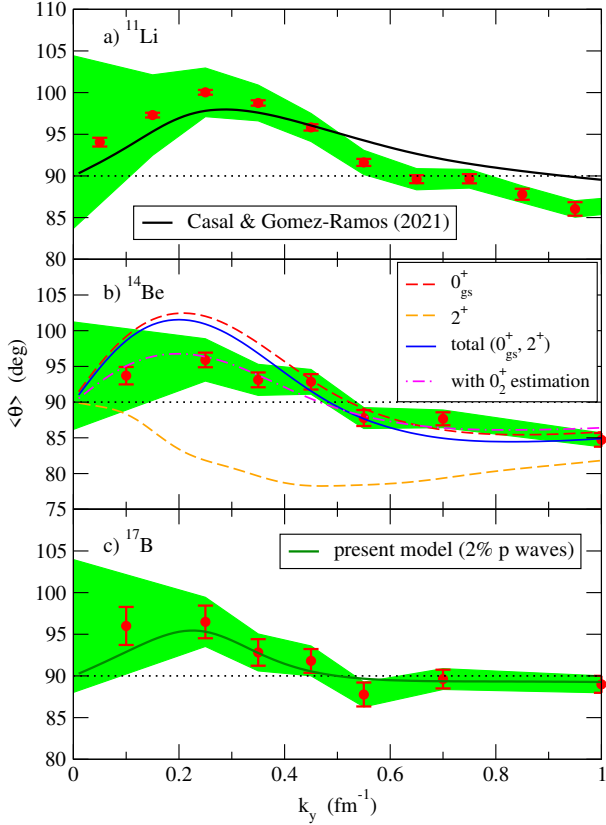 110
a) ¹¹Li
105
100
95
90
85
Casal & Gomez-Ramos (2021)
80
b) ¹⁴Be
0⁺gs
105
2⁺
100
total (0⁺gs, 2⁺)
95
with 0⁺2 estimation
90
85
80
75
<θ> (deg)
c) ¹⁷B
present model (2% p waves)
105
100
95
90
85
80
0 0.2 0.4 0.6 0.8 1
k_y (fm⁻¹)